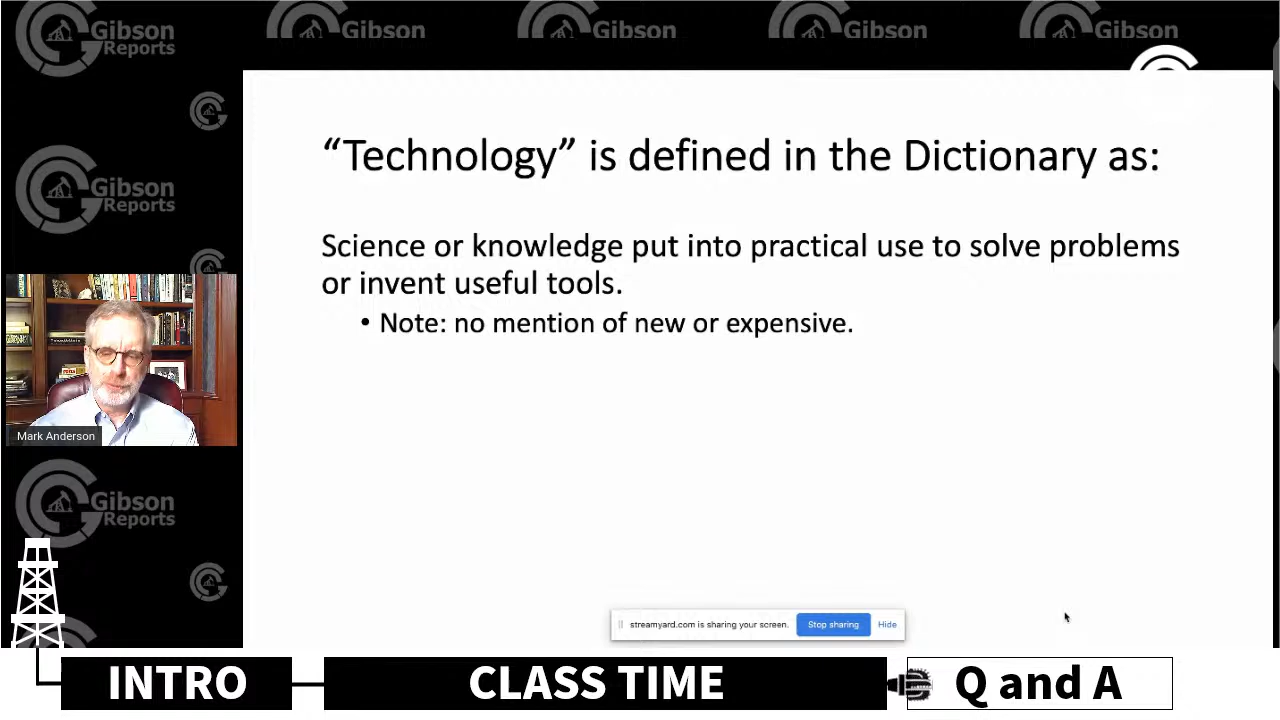 Gibson
Reports
Gibson
Gibson
Gibson
Gibson
“Technology” is defined in the Dictionary as:
Gibson
Reports
Science or knowledge put into practical use to solve problems
or invent useful tools.
• Note: no mention of new or expensive.
Mark Anderson
Gibson
Reports
streamyard.com is sharing your screen.
Stop sharing
Hide
INTRO
CLASS TIME
Q and A